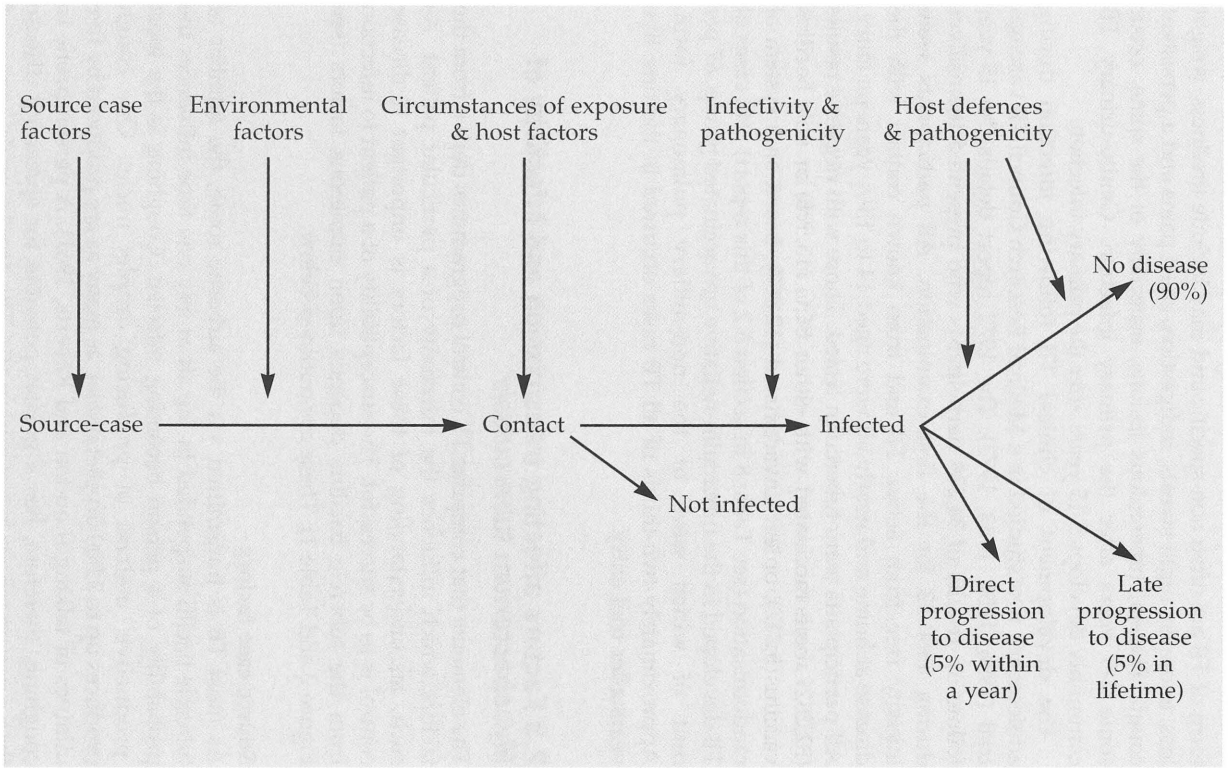 Source case
factors
Environmental
factors
Circumstances of exposure
& host factors
Infectivity &
pathogenicity
Host defences
& pathogenicity
No disease
(90%)
Source-case
Contact
Infected
Not infected
Direct
progression
to disease
(5% within
a year)
Late
progression
to disease
(5% in
lifetime)